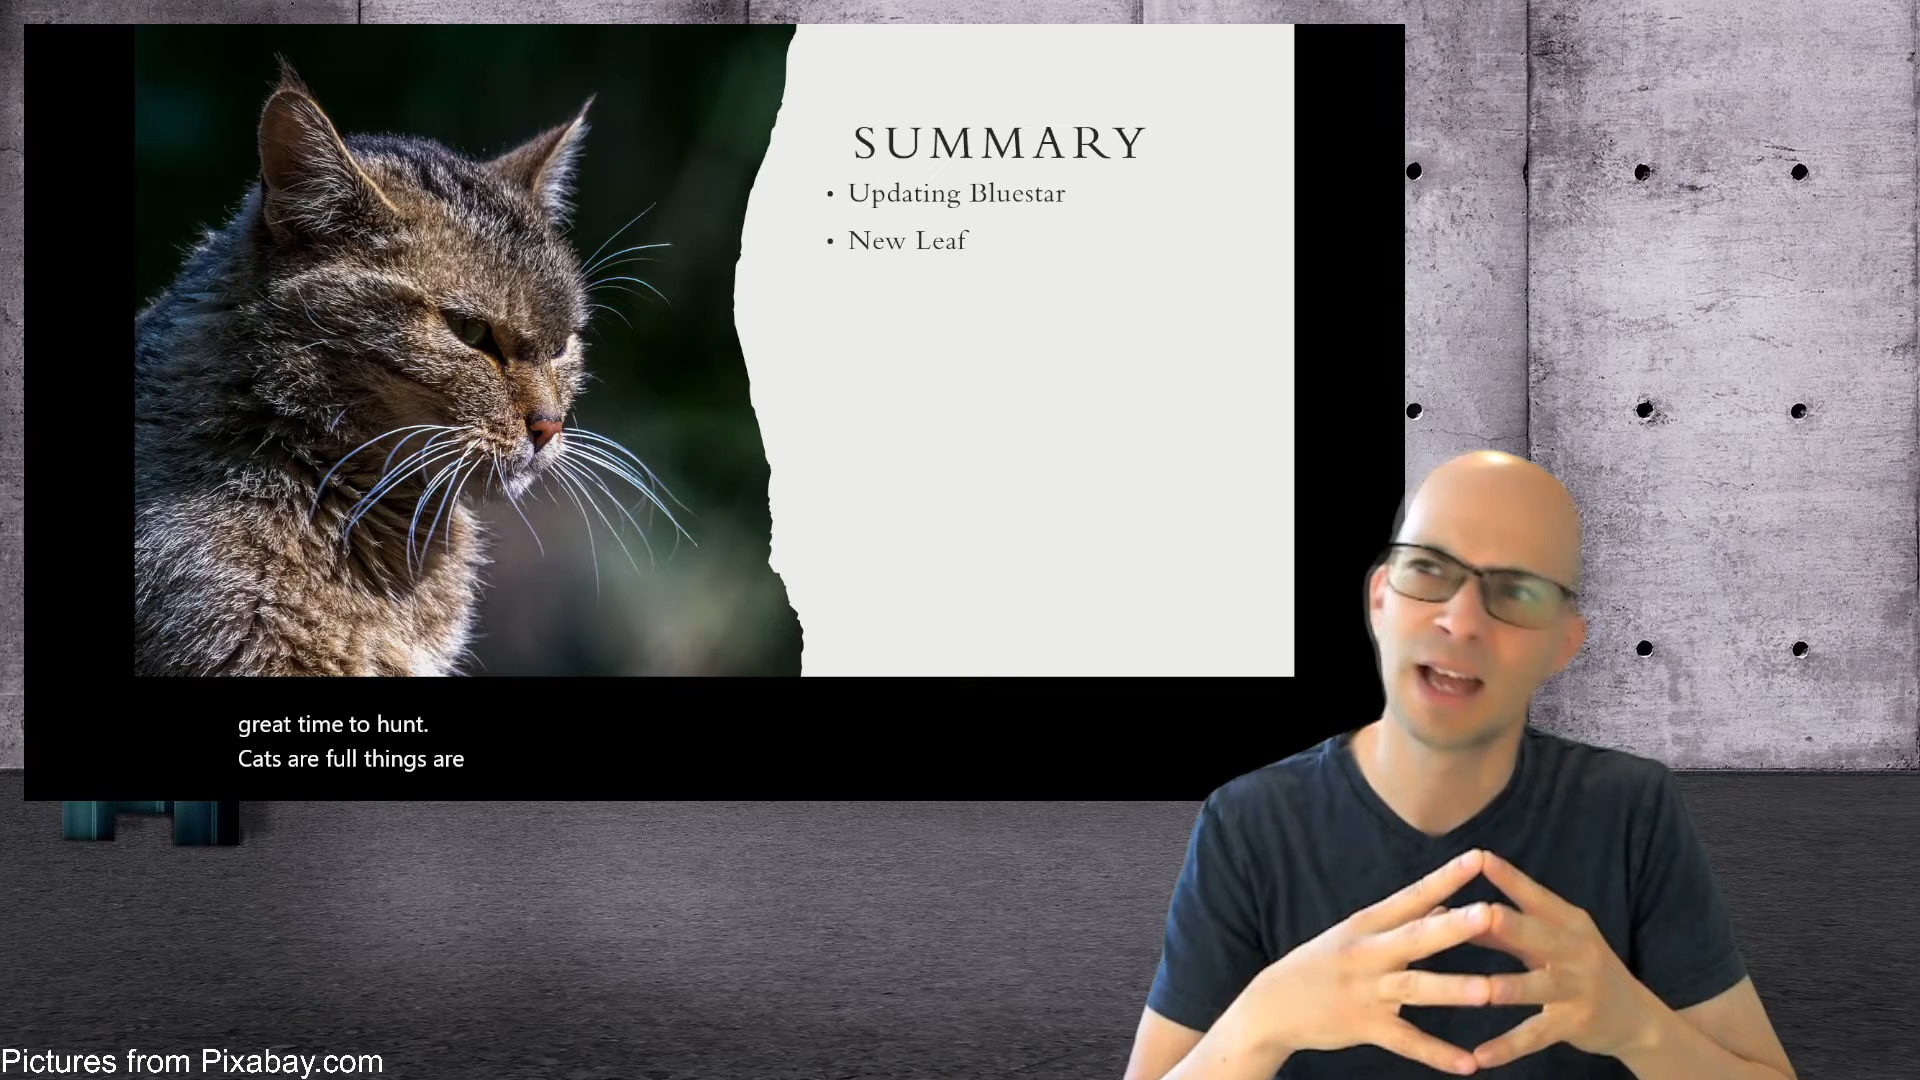 SUMMARY
• Updating Bluestar
• New Leaf
great time to hunt.
Cats are full things are
Pictures from Pixabay.com